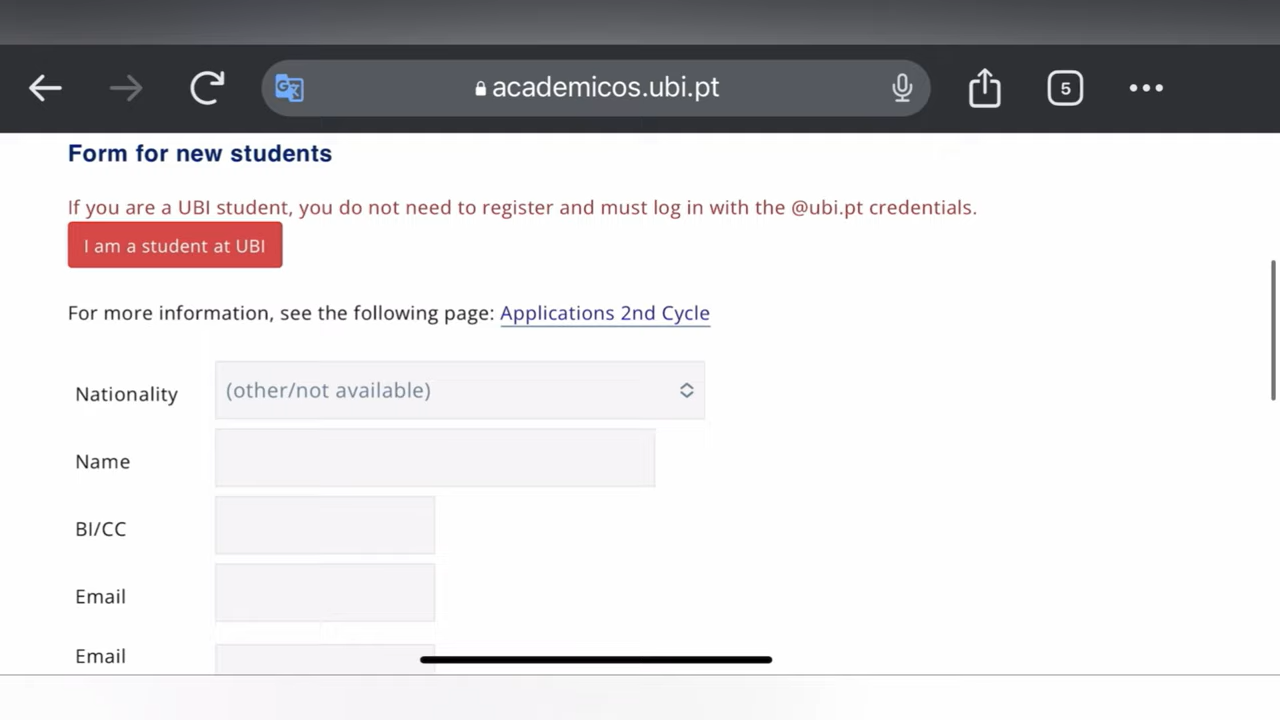 academicos.ubi.pt
5
Form for new students
If you are a UBI student, you do not need to register and must log in with the @ubi.pt credentials.
I am a student at UBI
For more information, see the following page: Applications 2nd Cycle
Nationality
(other/not available)
Name
BI/CC
Email
Email